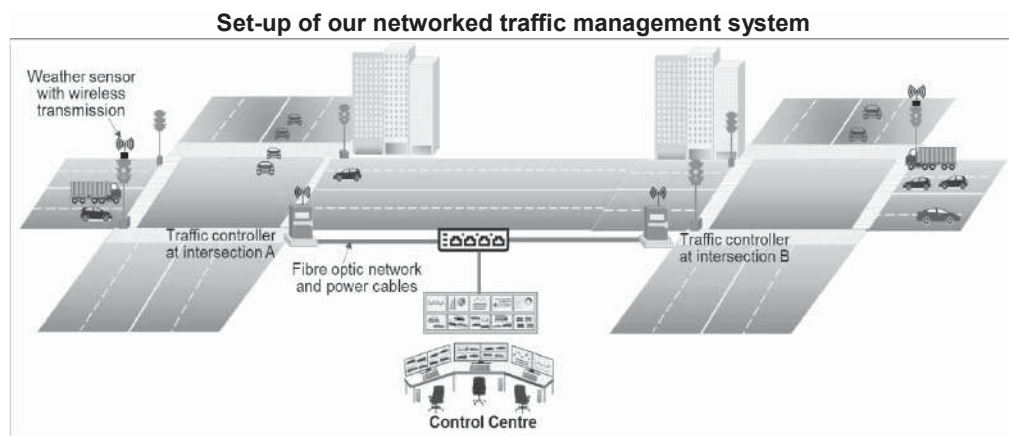 Set-up of our networked traffic management system
Weather sensor
with wireless
transmission
Traffic controller
at intersection A
Fibre optic network
and power cables
Traffic controller
at intersection B
Control Centre